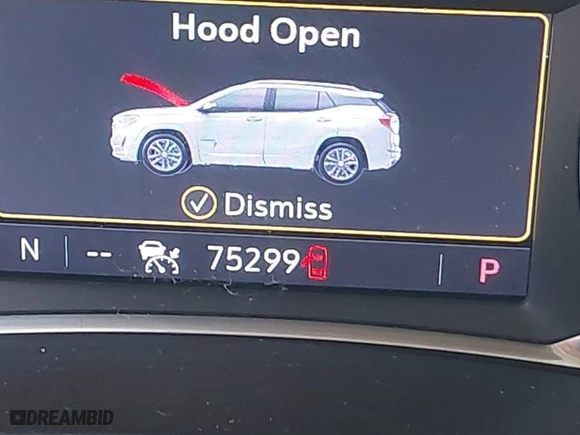 Hood Open
Dismiss
N -- 75299 P
DREAMBID